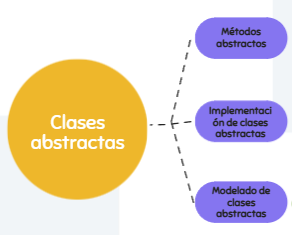 Métodos
abstractos
Clases
abstractas
Implementaci
ón de clases
abstractas
Modelado de
clases
abstractas